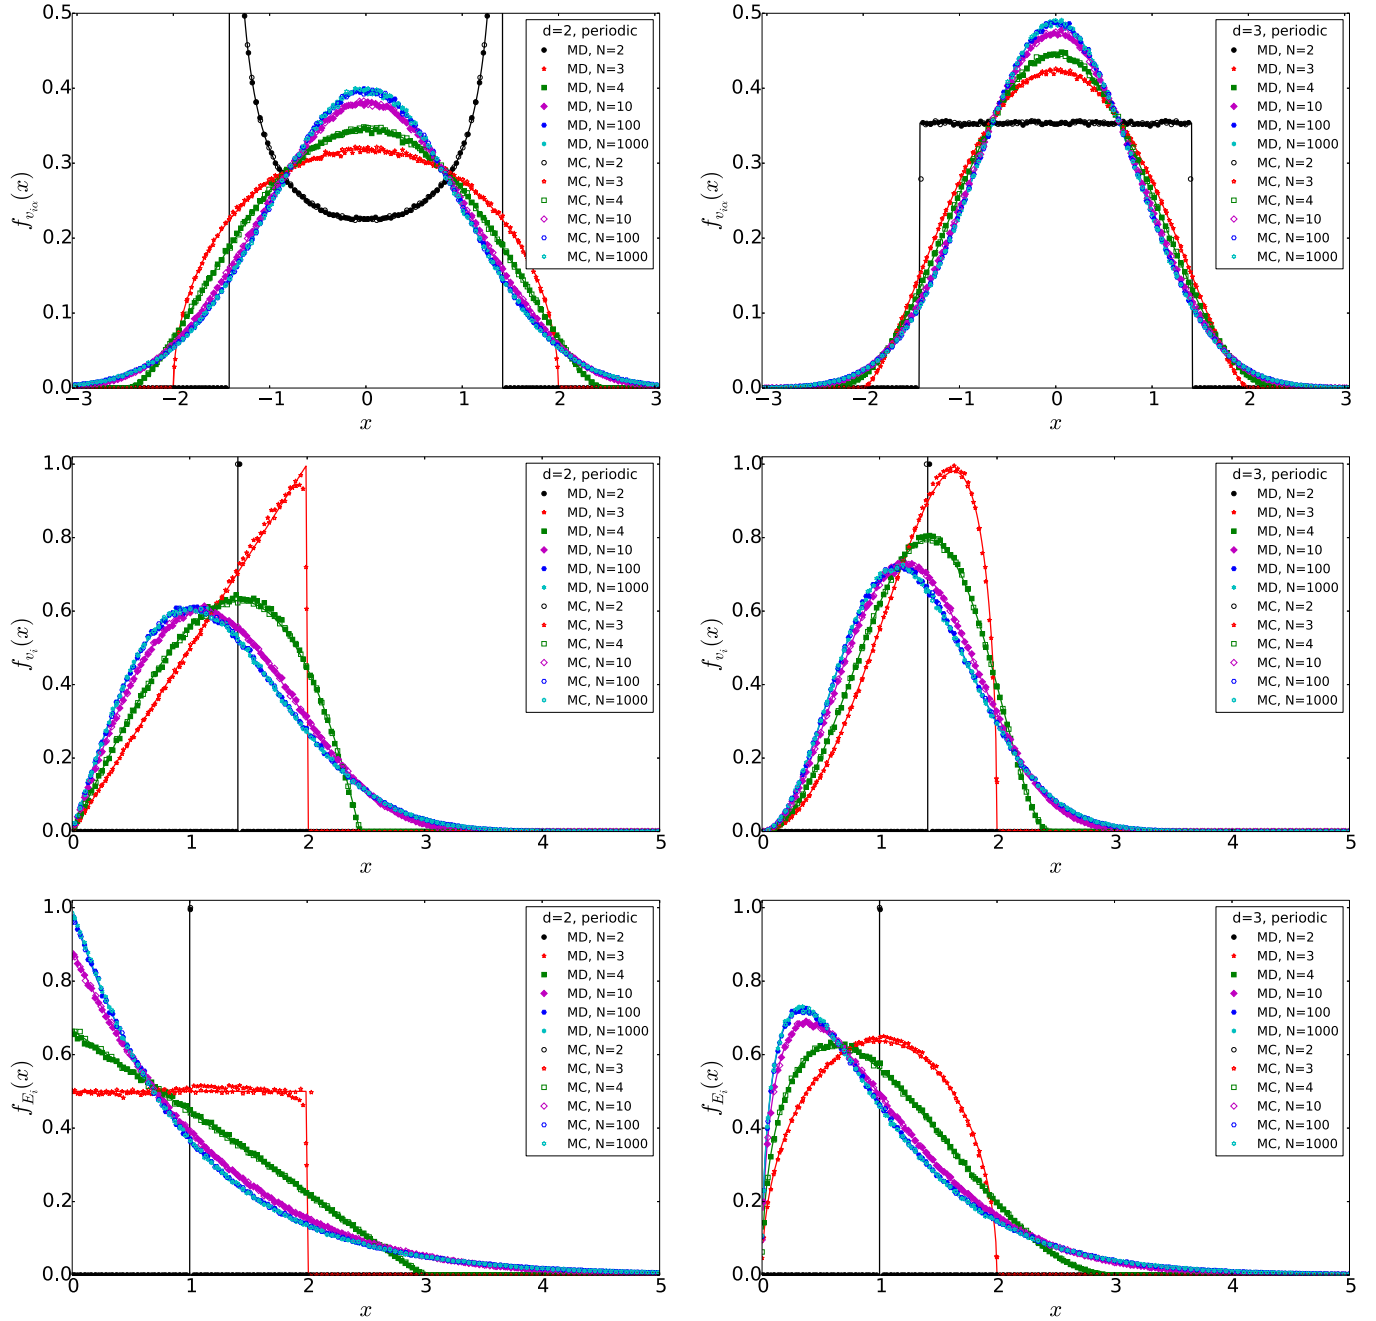 0.5
0.4
0.3
0.2
0.1
0.0
−3
−2
−1
0
1
2
3
x
f_{v_{iα}}(x)
d=2, periodic
MD, N=2
MD, N=3
MD, N=4
MD, N=10
MD, N=100
MD, N=1000
MC, N=2
MC, N=3
MC, N=4
MC, N=10
MC, N=100
MC, N=1000
0.5
0.4
0.3
0.2
0.1
0.0
−3
−2
−1
0
1
2
3
x
f_{v_{iα}}(x)
d=3, periodic
MD, N=2
MD, N=3
MD, N=4
MD, N=10
MD, N=100
MD, N=1000
MC, N=2
MC, N=3
MC, N=4
MC, N=10
MC, N=100
MC, N=1000
1.0
0.8
0.6
0.4
0.2
0.0
0
1
2
3
4
5
x
f_{v_i}(x)
d=2, periodic
MD, N=2
MD, N=3
MD, N=4
MD, N=10
MD, N=100
MD, N=1000
MC, N=2
MC, N=3
MC, N=4
MC, N=10
MC, N=100
MC, N=1000
1.0
0.8
0.6
0.4
0.2
0.0
0
1
2
3
4
5
x
f_{v_i}(x)
d=3, periodic
MD, N=2
MD, N=3
MD, N=4
MD, N=10
MD, N=100
MD, N=1000
MC, N=2
MC, N=3
MC, N=4
MC, N=10
MC, N=100
MC, N=1000
1.0
0.8
0.6
0.4
0.2
0.0
0
1
2
3
4
5
x
f_{E_i}(x)
d=2, periodic
MD, N=2
MD, N=3
MD, N=4
MD, N=10
MD, N=100
MD, N=1000
MC, N=2
MC, N=3
MC, N=4
MC, N=10
MC, N=100
MC, N=1000
1.0
0.8
0.6
0.4
0.2
0.0
0
1
2
3
4
5
x
f_{E_i}(x)
d=3, periodic
MD, N=2
MD, N=3
MD, N=4
MD, N=10
MD, N=100
MD, N=1000
MC, N=2
MC, N=3
MC, N=4
MC, N=10
MC, N=100
MC, N=1000